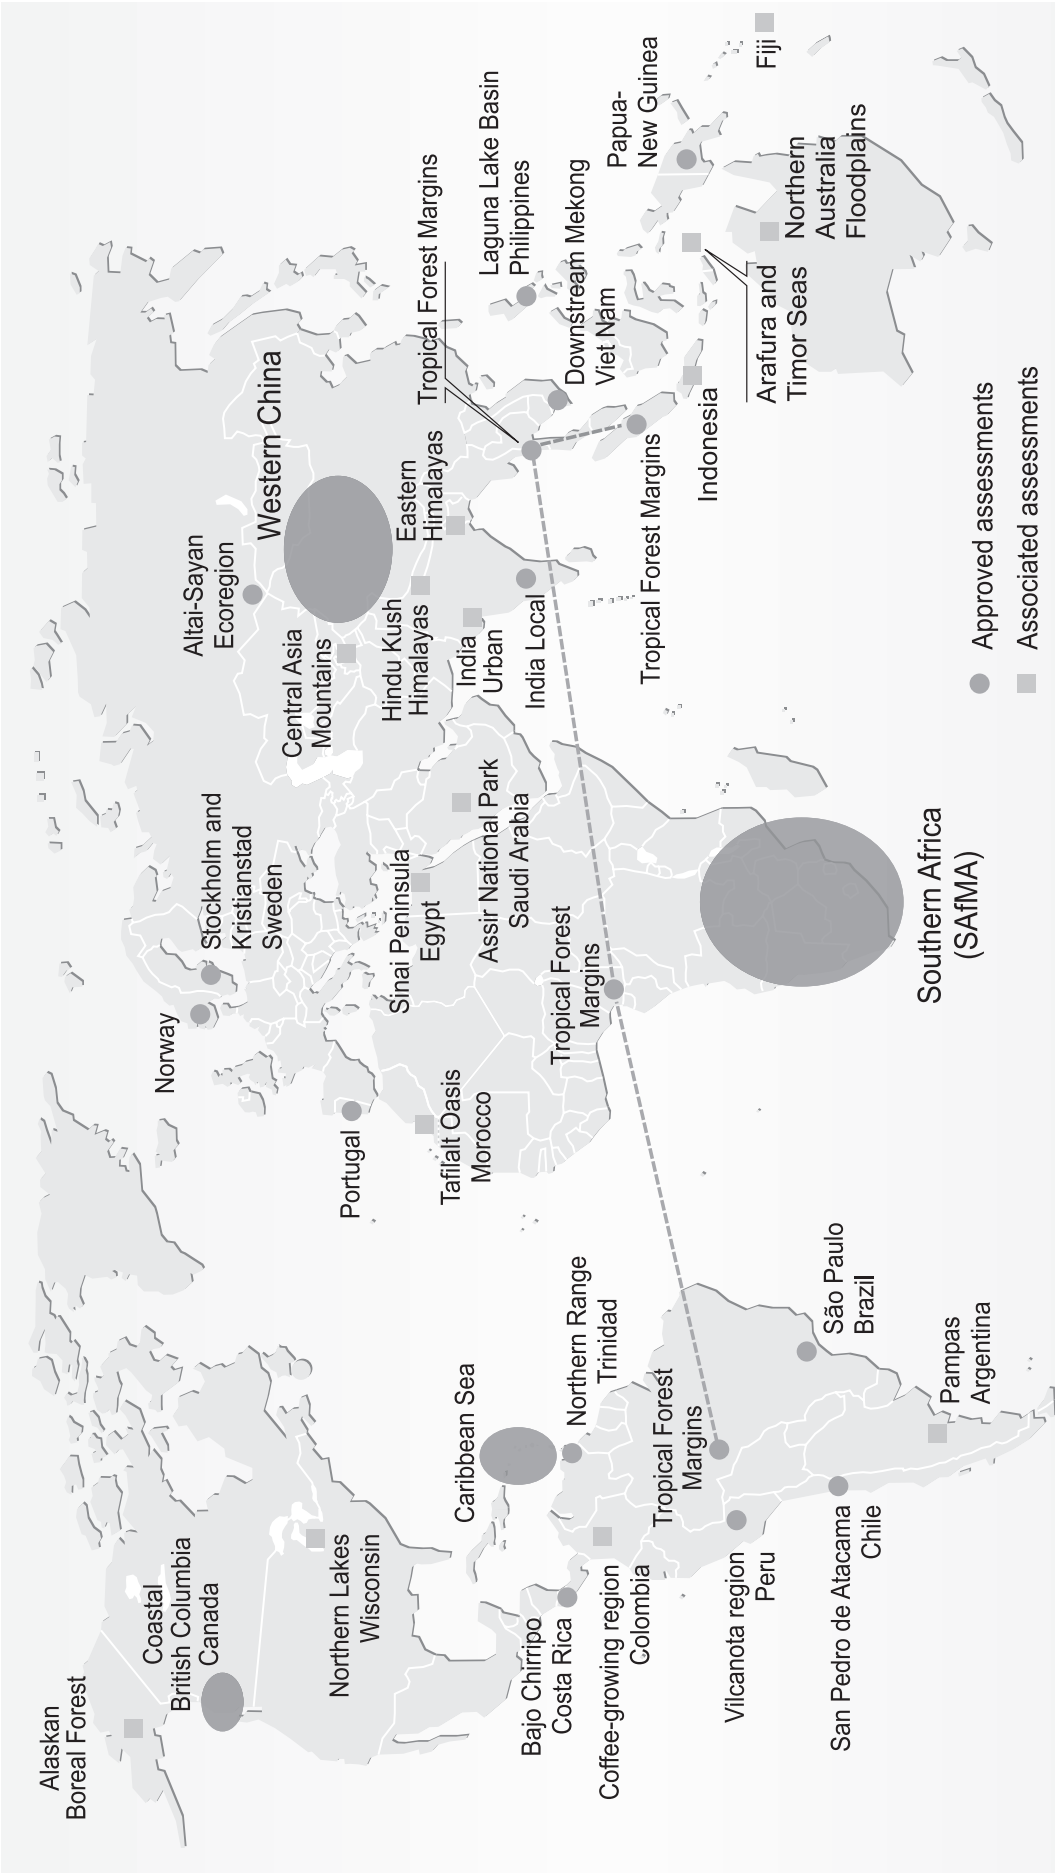 Alaskan
Boreal Forest
Coastal
British Columbia
Canada
Northern Lakes
Wisconsin
Caribbean Sea
Northern Range
Trinidad
Bajo Chirripo
Costa Rica
Coffee-growing region
Colombia
Tropical Forest
Margins
Vilcanota region
Peru
San Pedro de Atacama
Chile
São Paulo
Brazil
Pampas
Argentina
Norway
Stockholm and
Kristianstad
Sweden
Portugal
Tafilalt Oasis
Morocco
Sinai Peninsula
Egypt
Assir National Park
Saudi Arabia
Tropical Forest
Margins
Southern Africa
(SAfMA)
Altai-Sayan
Ecoregion
Western China
Central Asia
Mountains
Hindu Kush
Himalayas
Eastern
Himalayas
India
Urban
India Local
Tropical Forest Margins
Laguna Lake Basin
Philippines
Downstream Mekong
Viet Nam
Tropical Forest Margins
Indonesia
Papua-
New Guinea
Arafura and
Timor Seas
Northern
Australia
Floodplains
Fiji
Approved assessments
Associated assessments